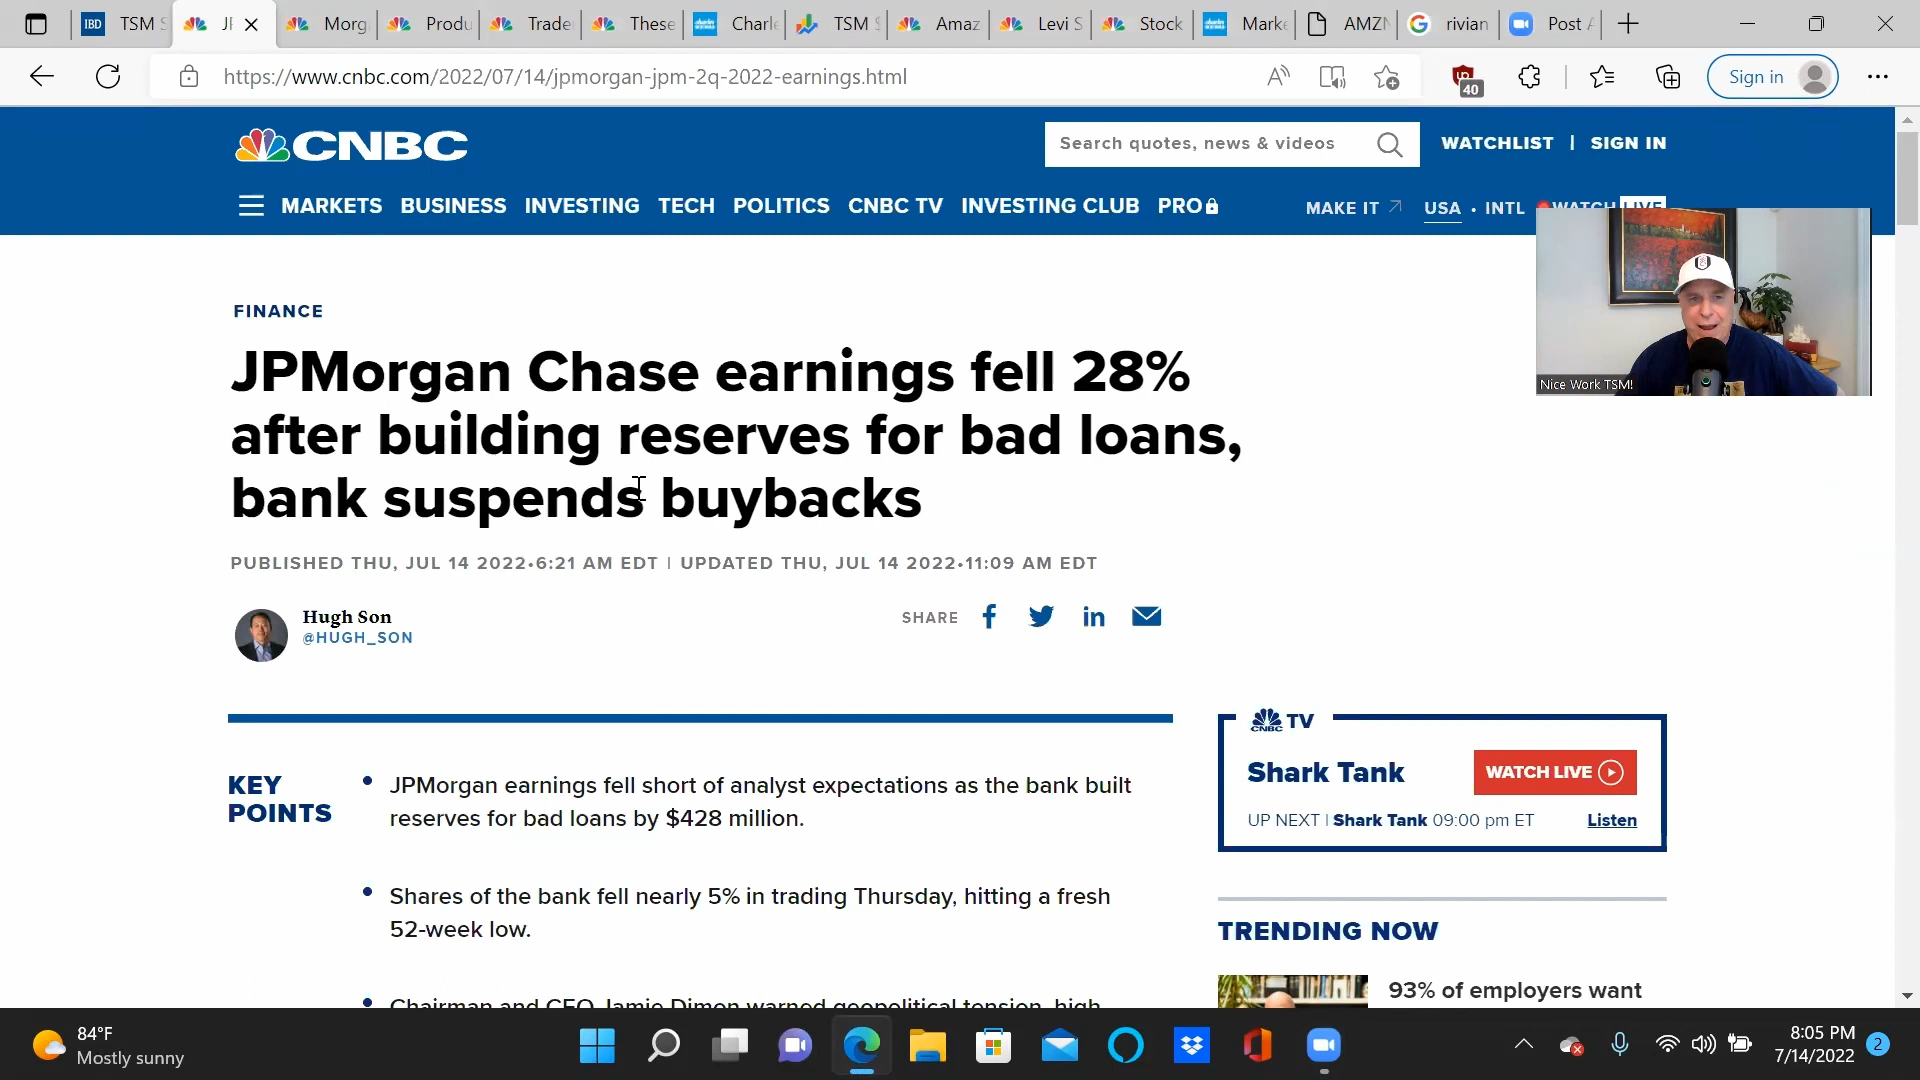 TSM S
JF
Morg
Produ
Trade
These
Charl
TSM S
Amaz
Levi S
Stock
Marke
AMZN
rivian
Post A
https://www.cnbc.com/2022/07/14/jpmorgan-jpm-2q-2022-earnings.html
40
Sign in
CNBC
Search quotes, news & videos
WATCHLIST | SIGN IN
MARKETS BUSINESS INVESTING TECH POLITICS CNBC TV INVESTING CLUB PRO
MAKE IT USA • INTL WATCH LIVE
Nice Work TSM!
FINANCE
JPMorgan Chase earnings fell 28%
after building reserves for bad loans,
bank suspends buybacks
PUBLISHED THU, JUL 14 2022•6:21 AM EDT | UPDATED THU, JUL 14 2022•11:09 AM EDT
Hugh Son
@HUGH_SON
SHARE
KEY
POINTS
JPMorgan earnings fell short of analyst expectations as the bank built
reserves for bad loans by $428 million.
Shares of the bank fell nearly 5% in trading Thursday, hitting a fresh
52-week low.
Chairman and CEO Jamie Dimon warned geopolitical tension, high
CNBC TV
Shark Tank
WATCH LIVE
UP NEXT | Shark Tank 09:00 pm ET
Listen
TRENDING NOW
93% of employers want
84°F
Mostly sunny
8:05 PM
7/14/2022
2